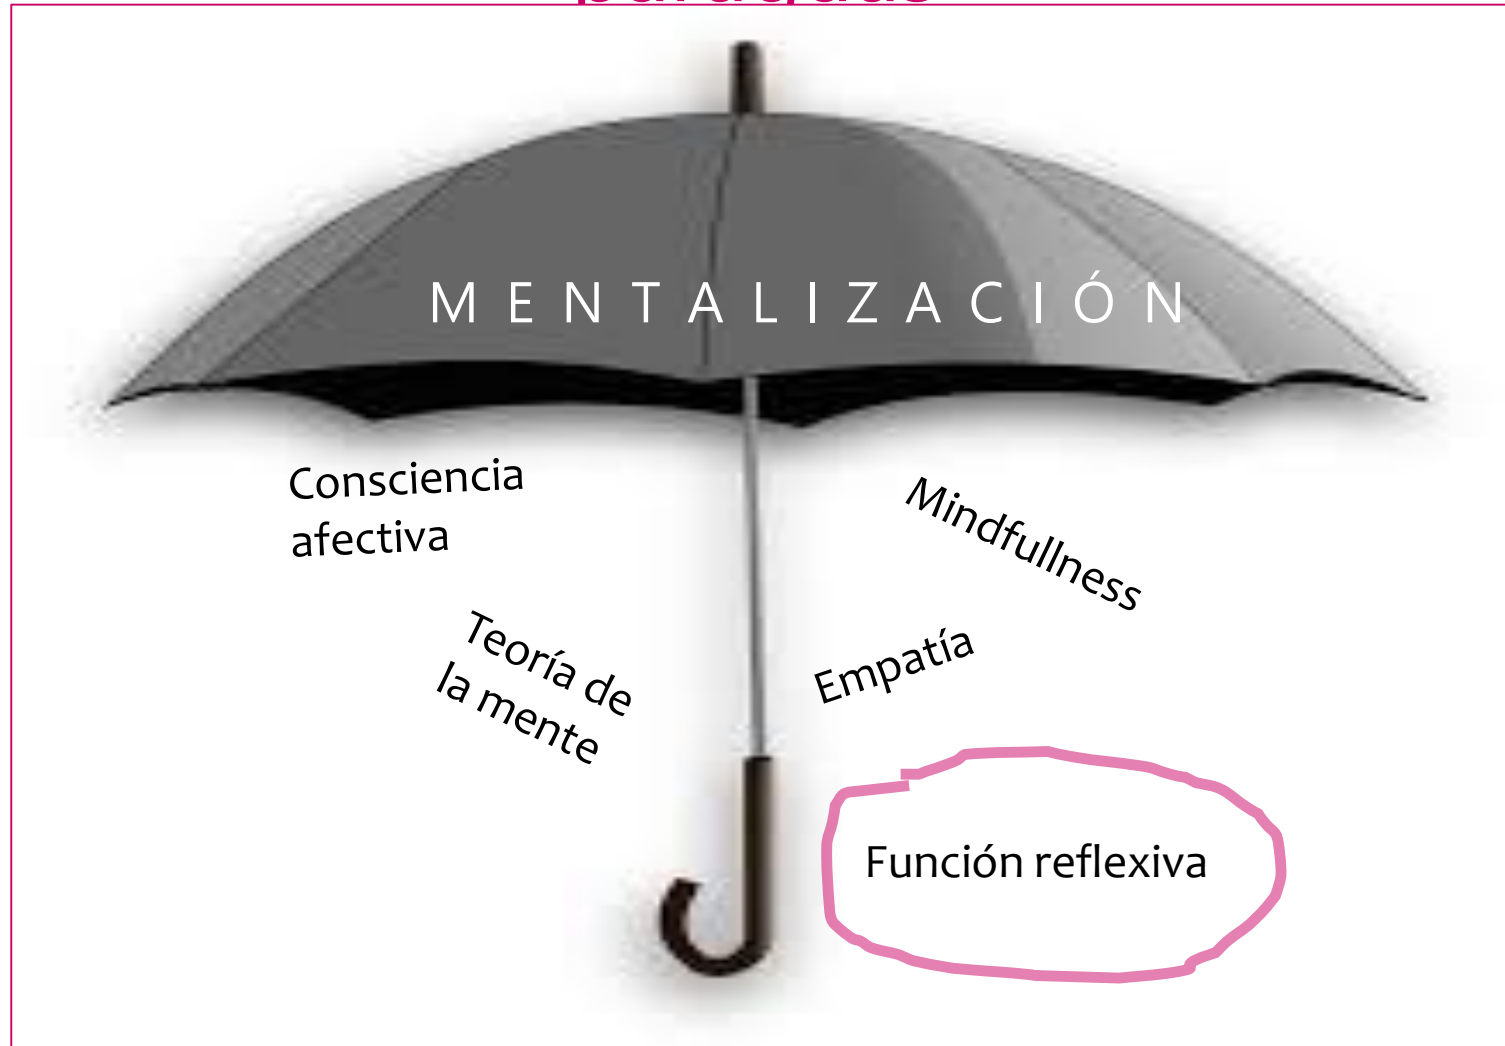 MENTALIZACIÓN
Consciencia
afectiva
Mindfullness
Teoría de
la mente
Empatía
Función reflexiva